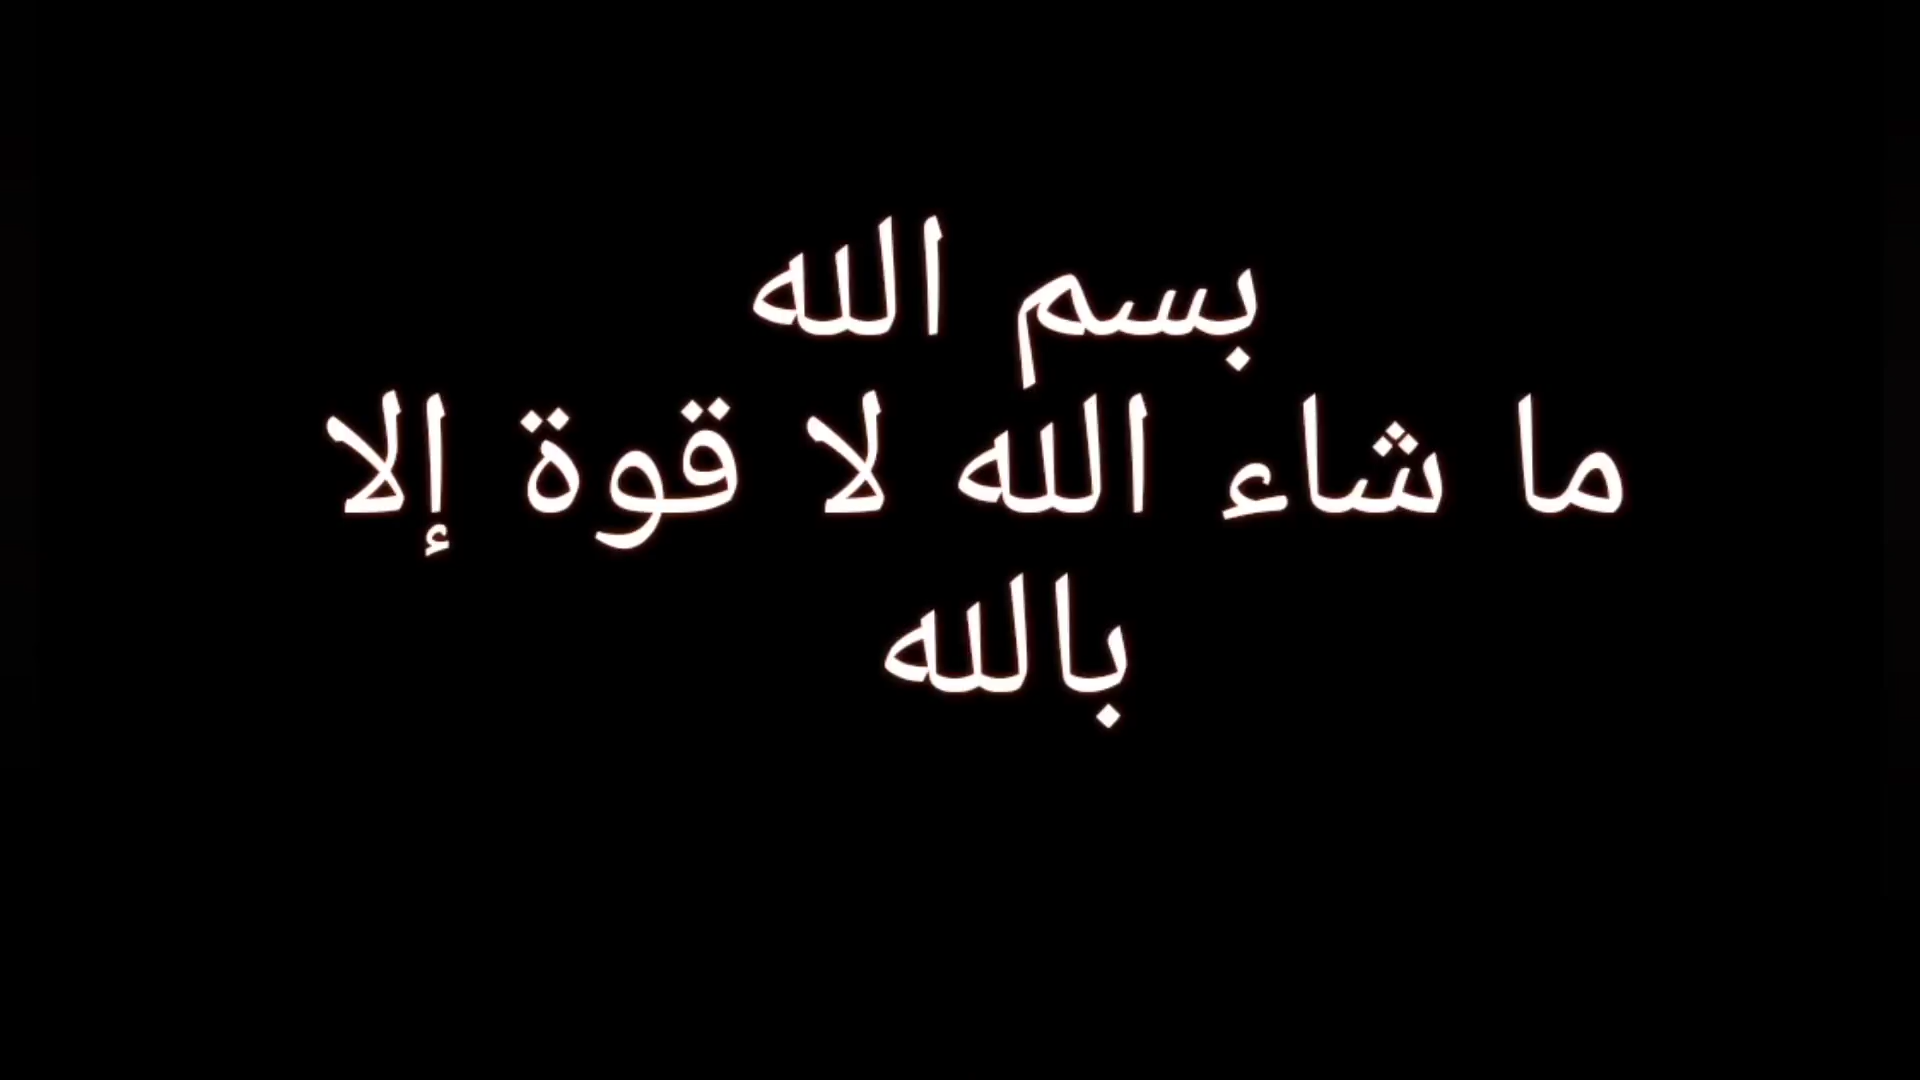 بسم الله
ما شاء الله لا قوة إلا
بالله